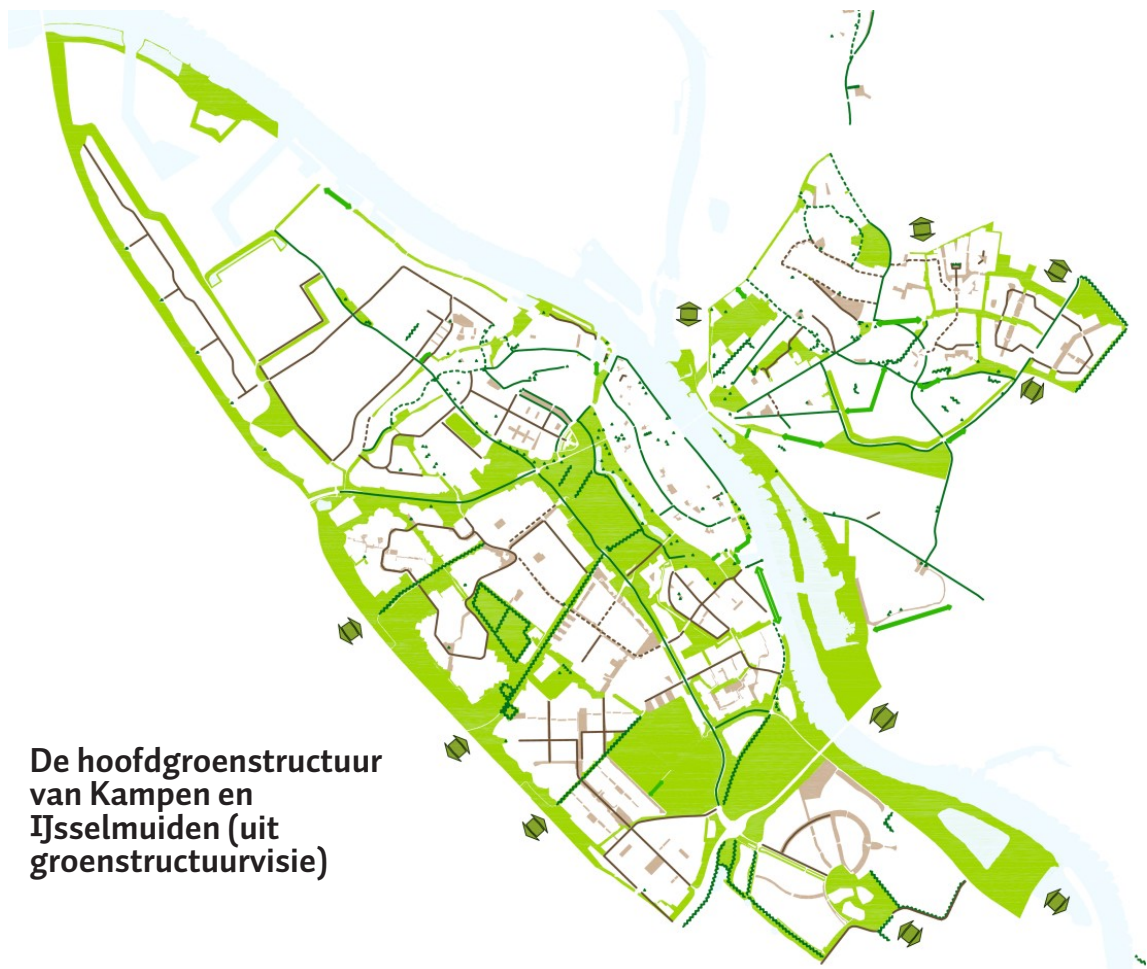 De hoofdgroenstructuur
van Kampen en
IJsselmuiden (uit
groenstructuurvisie)